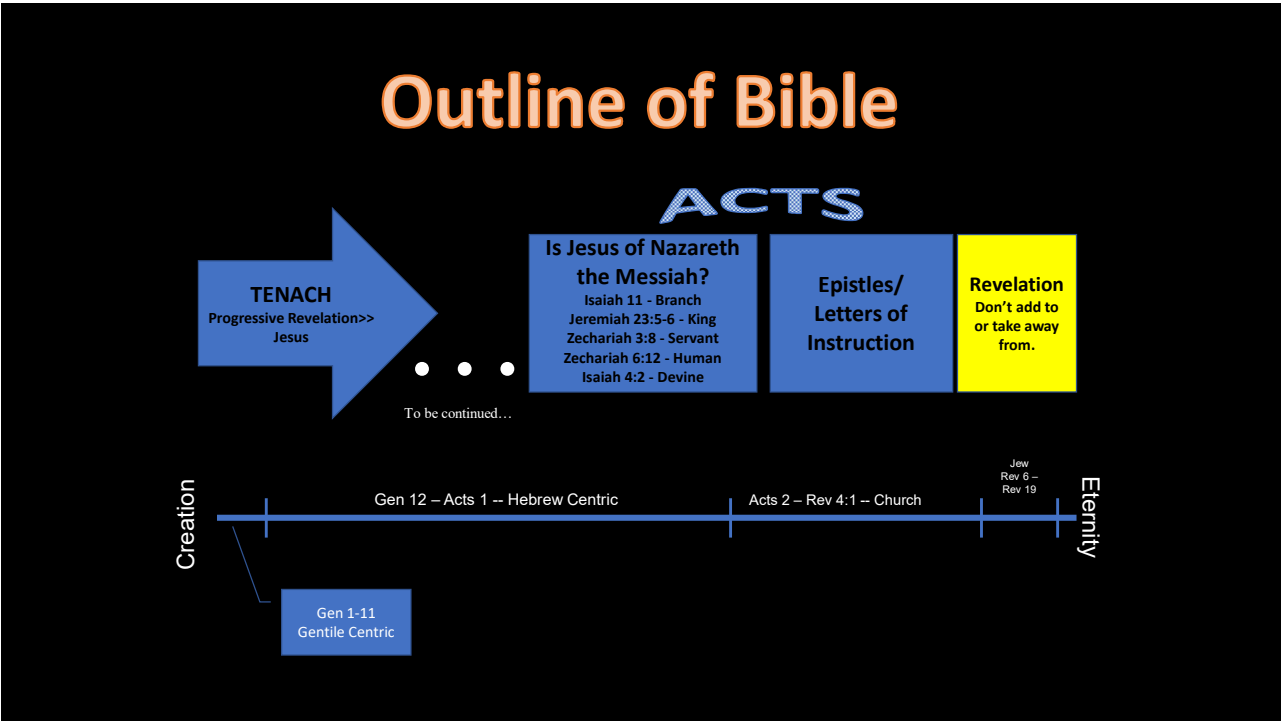 Outline of Bible
ACTS
TENACH
Progressive Revelation>>
Jesus
To be continued…
Is Jesus of Nazareth
the Messiah?
Isaiah 11 - Branch
Jeremiah 23:5-6 - King
Zechariah 3:8 - Servant
Zechariah 6:12 - Human
Isaiah 4:2 - Devine
Epistles/
Letters of
Instruction
Revelation
Don’t add to
or take away
from.
Creation
Gen 12 – Acts 1 -- Hebrew Centric
Acts 2 – Rev 4:1 -- Church
Jew
Rev 6 –
Rev 19
Eternity
Gen 1-11
Gentile Centric